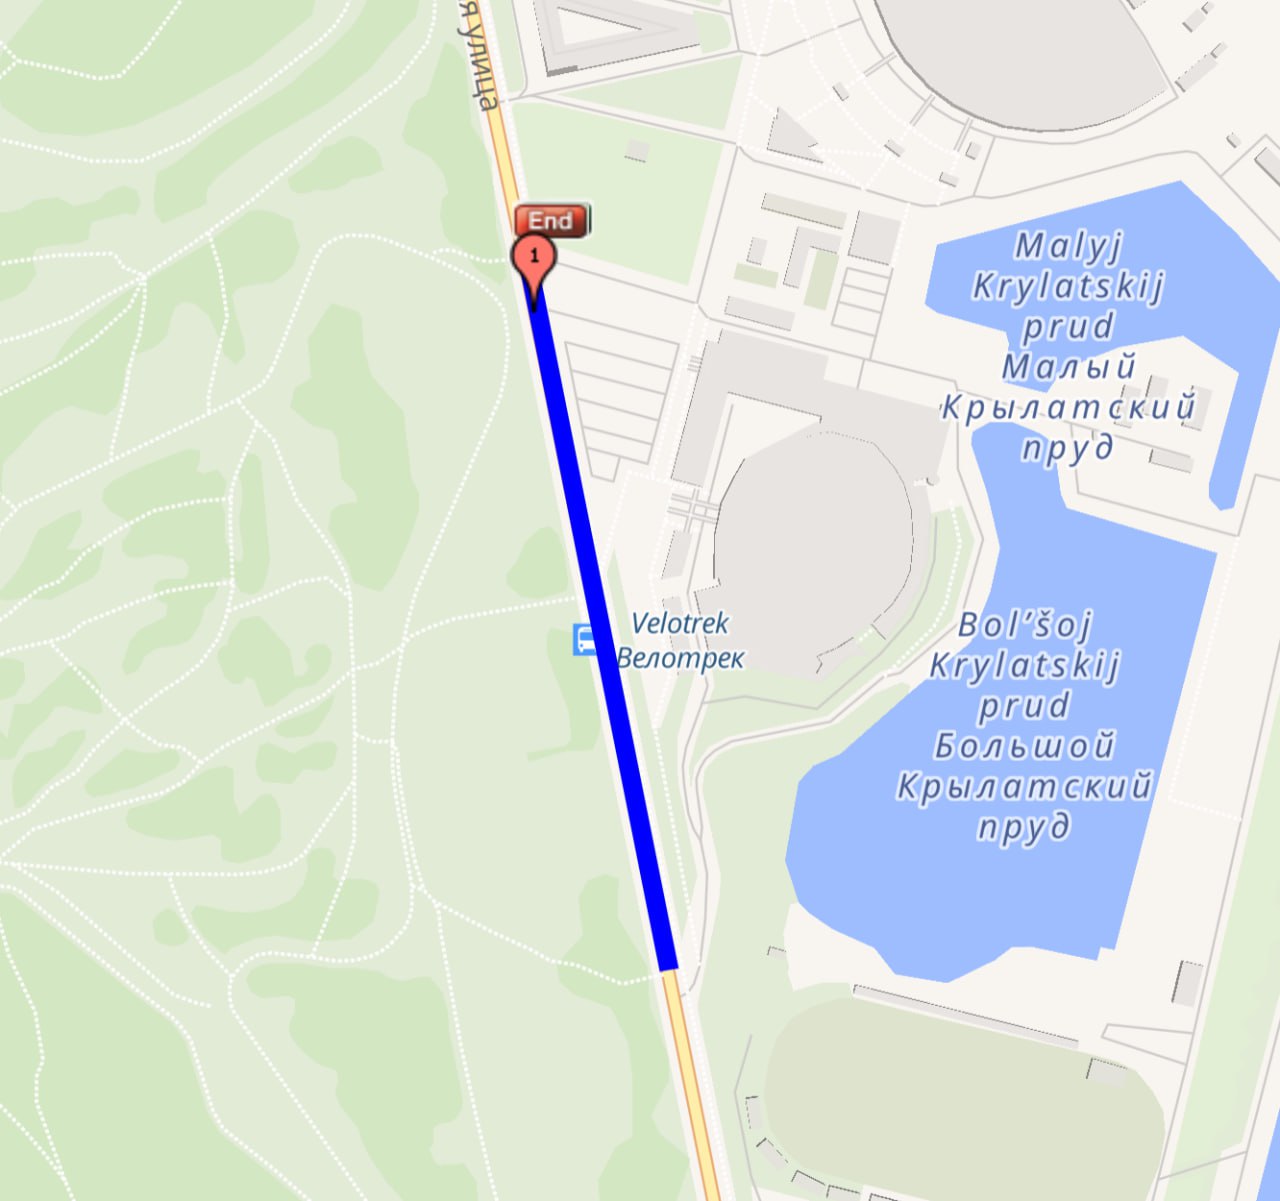 я улица
End
1
Malyj
Krylatskij
prud
Малый
Крылатский
пруд
Velotrek
Велотрек
Bol’šoj
Krylatskij
prud
Большой
Крылатский
пруд